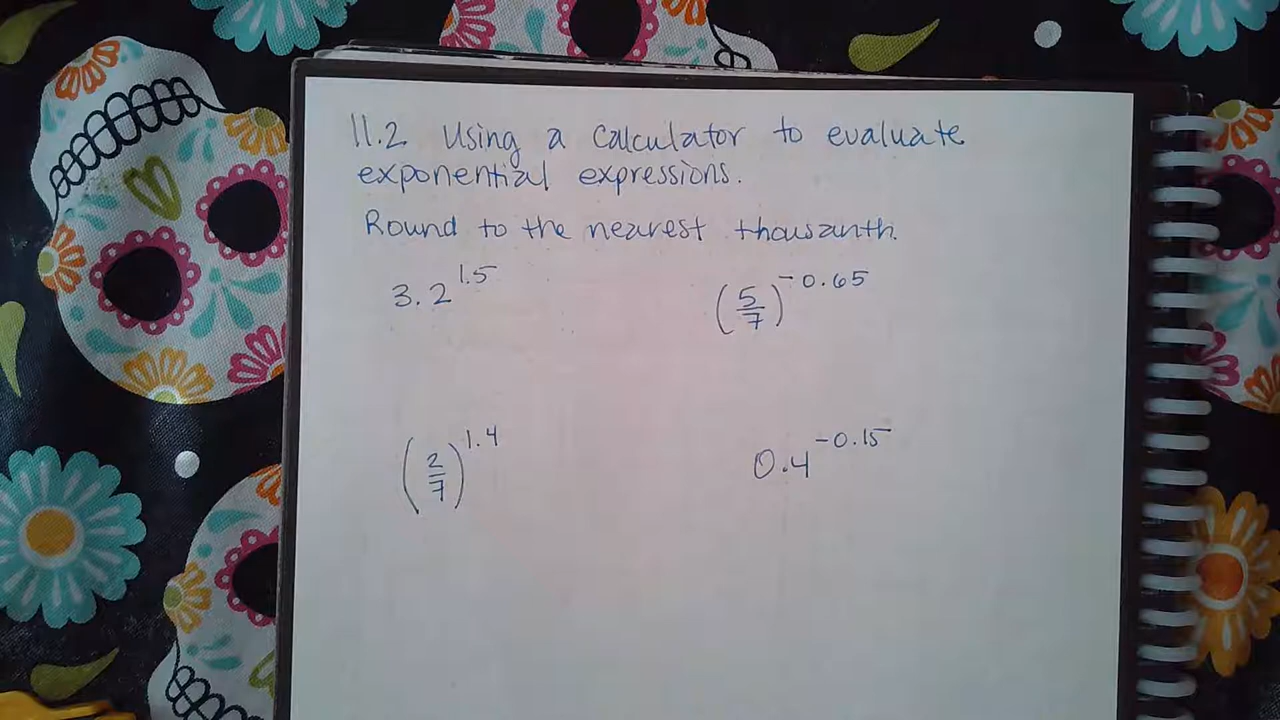 11.2 Using a Calculator to evaluate
exponential expressions.
Round to the nearest thousanth.
3.2^1.5
(5/7)^-0.65
(2/7)^1.4
0.4^-0.15